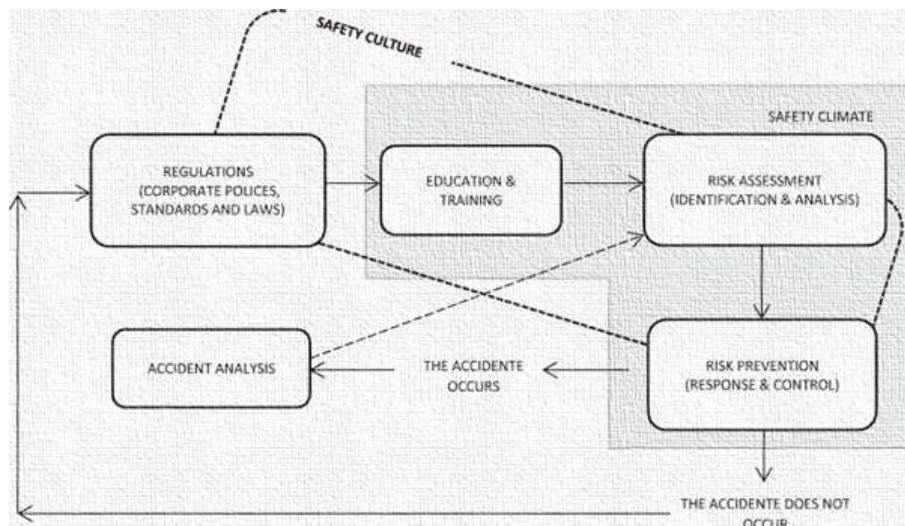 SAFETY CULTURE
SAFETY CLIMATE
REGULATIONS
(CORPORATE POLICES,
STANDARDS AND LAWS)
EDUCATION &
TRAINING
RISK ASSESSMENT
(IDENTIFICATION & ANALYSIS)
ACCIDENT ANALYSIS
THE ACCIDENTE
OCCURS
RISK PREVENTION
(RESPONSE & CONTROL)
THE ACCIDENTE DOES NOT
OCCUR